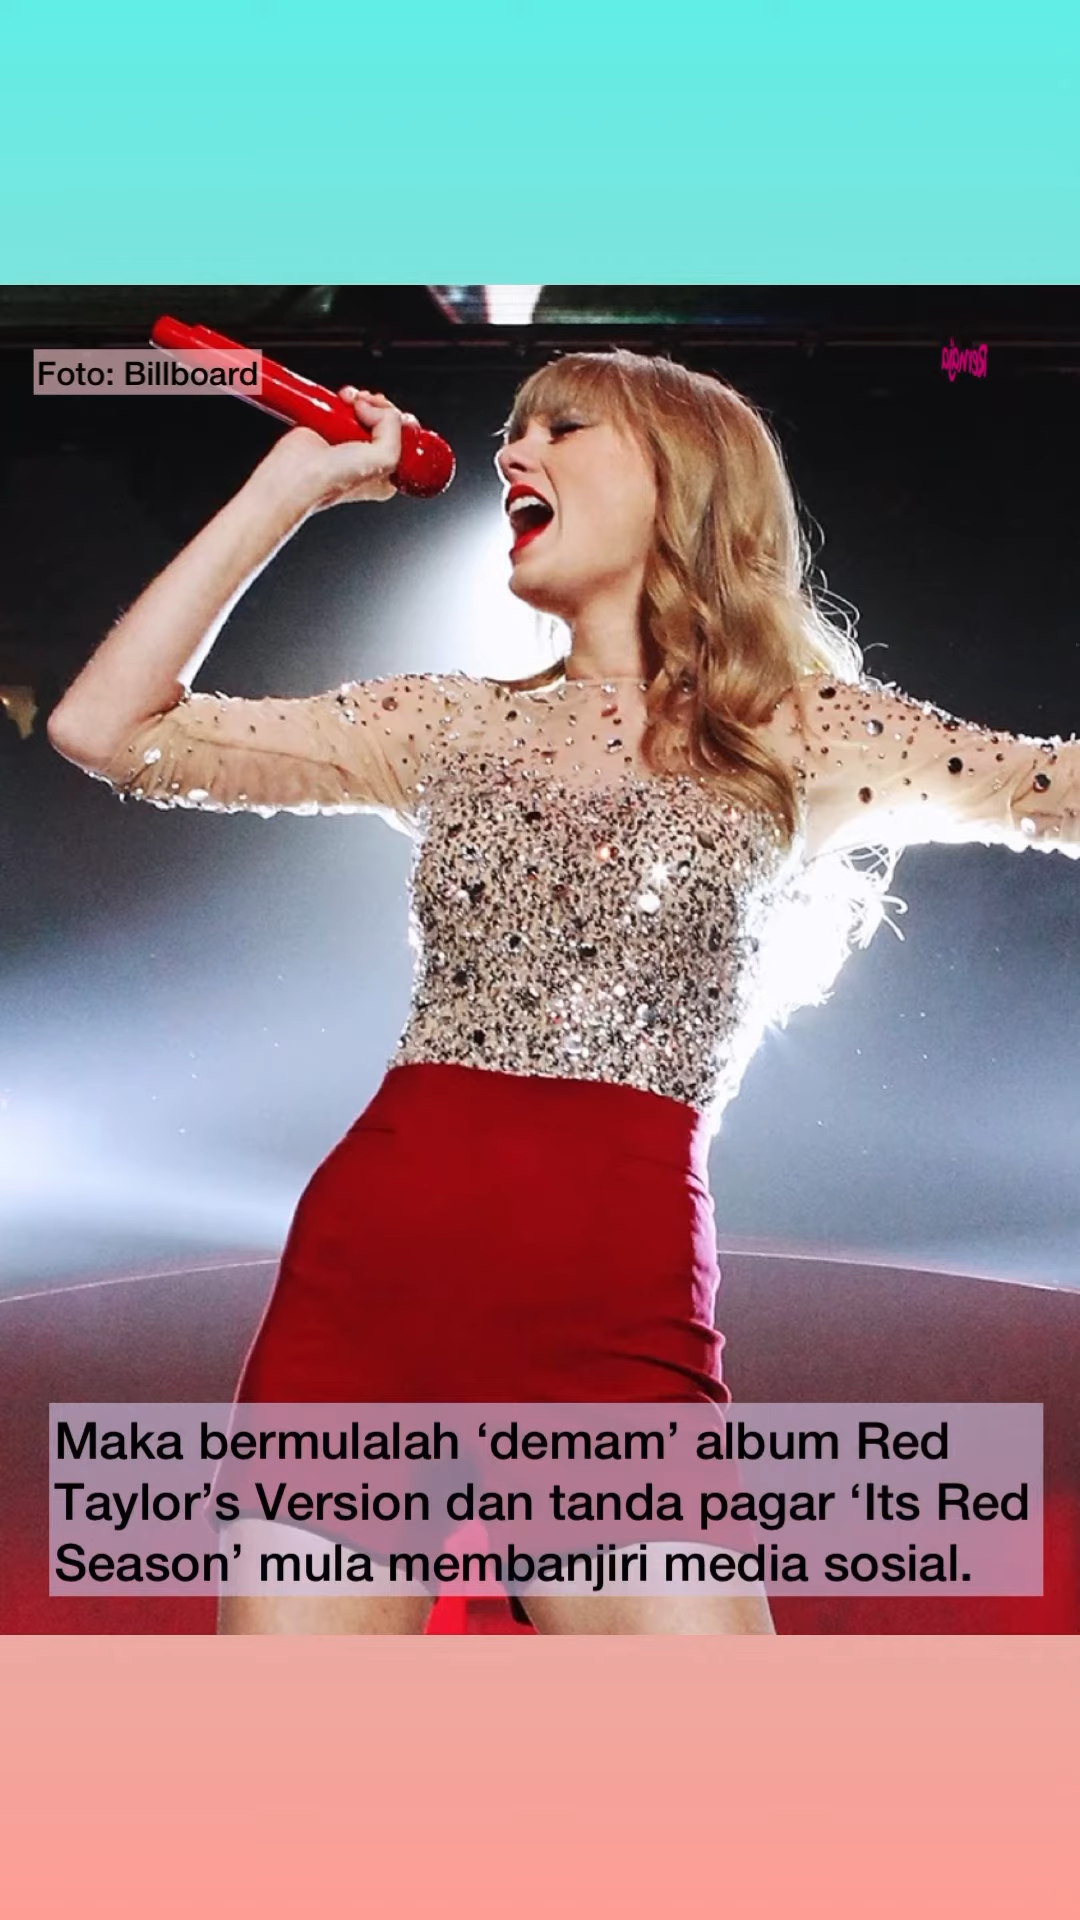 Foto: Billboard
Remaja
Maka bermulalah ‘demam’ album Red
Taylor’s Version dan tanda pagar ‘Its Red
Season’ mula membanjiri media sosial.